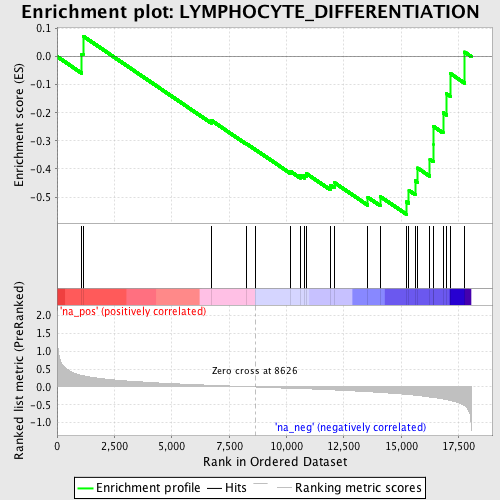 Enrichment plot: LYMPHOCYTE_DIFFERENTIATION
Enrichment score (ES)
0.1
0.0
-0.1
-0.2
-0.3
-0.4
-0.5
'na_pos' (positively correlated)
Ranked list metric (PreRanked)
2.0
1.5
1.0
0.5
0.0
-0.5
-1.0
Zero cross at 8626
'na_neg' (negatively correlated)
0
2,500
5,000
7,500
10,000
12,500
15,000
17,500
Rank in Ordered Dataset
Enrichment profile
Hits
Ranking metric scores